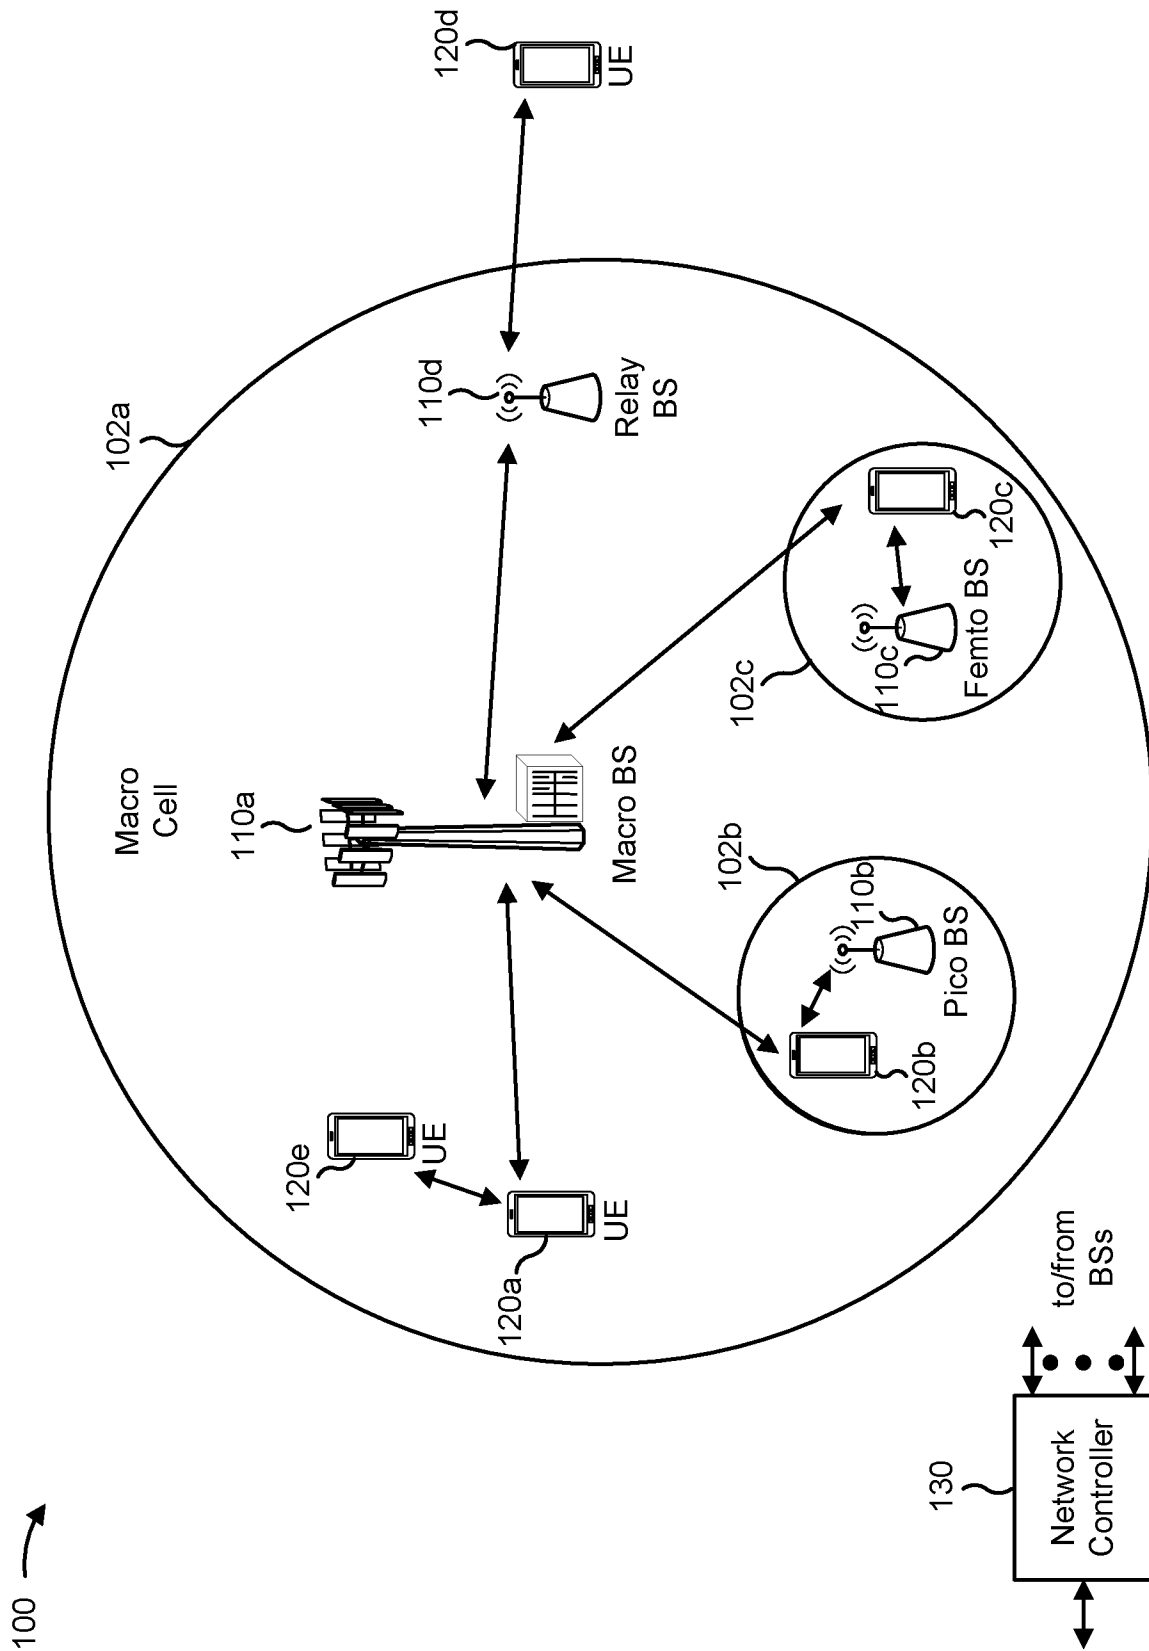 100
102a
Macro
Cell
110a
120e
UE
120a
UE
Macro BS
110d
Relay
BS
120d
UE
102b
110b
Pico BS
120b
102c
110c
Femto BS
120c
130
Network
Controller
to/from
BSs